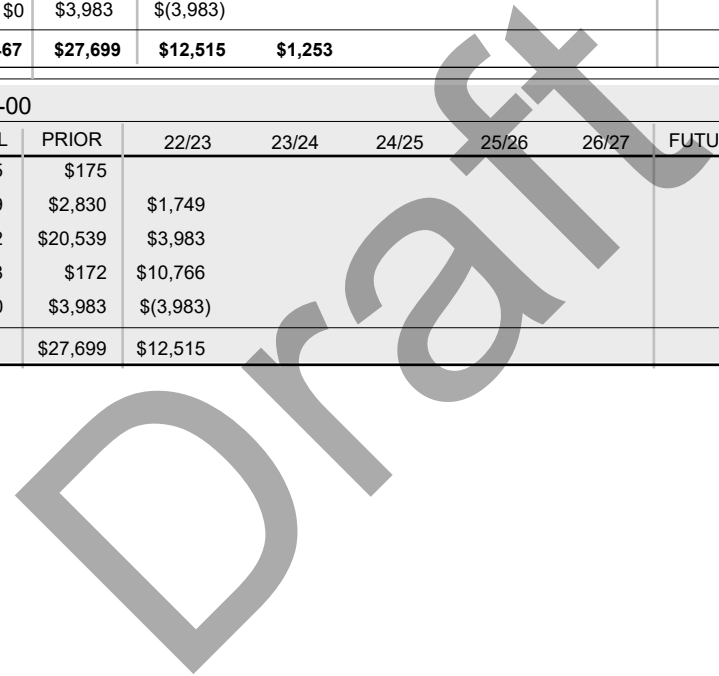 $0 $3,983 $(3,983)
67 $27,699 $12,515 $1,253
-00
L PRIOR 22/23 23/24 24/25 25/26 26/27 FUTU
5 $175
9 $2,830 $1,749
2 $20,539 $3,983
3 $172 $10,766
0 $3,983 $(3,983)
$27,699 $12,515
Draft